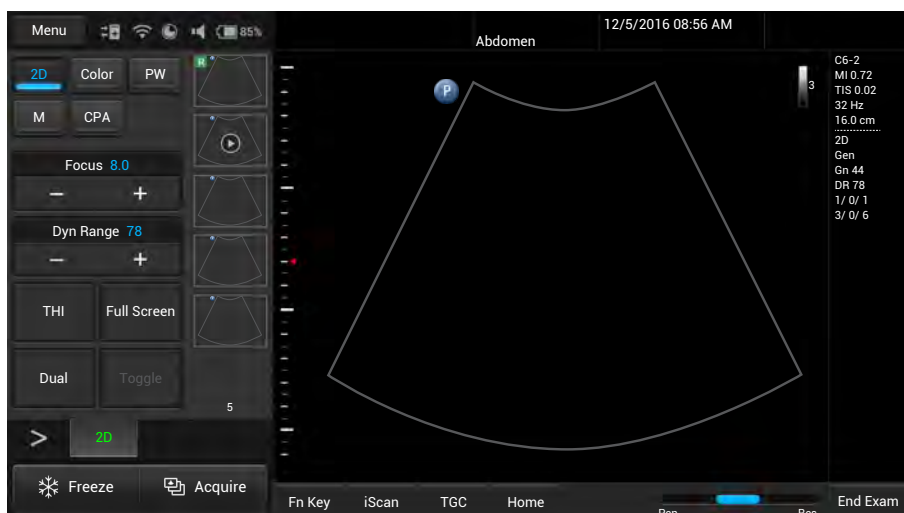 Menu
85%
Abdomen
12/5/2016 08:56 AM
2D Color PW
M CPA
Focus 8.0
− +
Dyn Range 78
− +
THI Full Screen
Dual Toggle
> 2D
Freeze Acquire
R
5
P
3
C6-2
MI 0.72
TIS 0.02
32 Hz
16.0 cm
2D
Gen
Gn 44
DR 78
1/ 0/ 1
3/ 0/ 6
Fn Key iScan TGC Home
End Exam